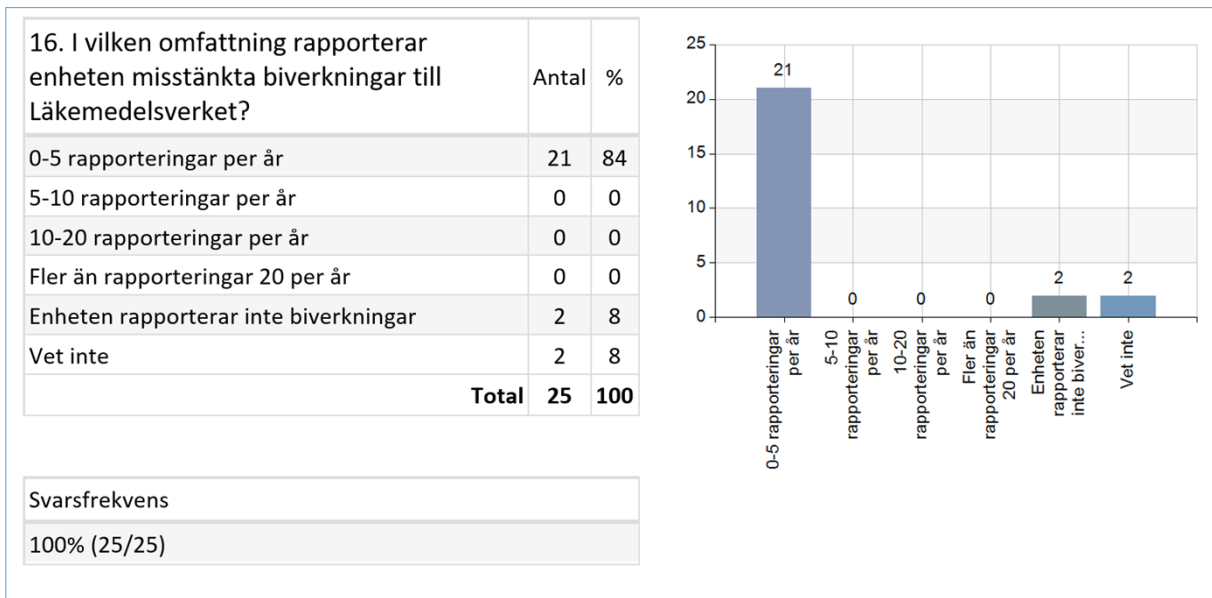 16. I vilken omfattning rapporterar
enheten misstänkta biverkningar till
Läkemedelsverket?
Antal
%
0-5 rapporteringar per år 21 84
5-10 rapporteringar per år 0 0
10-20 rapporteringar per år 0 0
Fler än rapporteringar 20 per år 0 0
Enheten rapporterar inte biverkningar 2 8
Vet inte 2 8
Total 25 100
Svarsfrekvens
100% (25/25)
25
20
15
10
5
0
21
0
0
0
2
2
0-5 rapporteringar
per år
5-10
rapporteringar
per år
10-20
rapporteringar
per år
Fler än
rapporteringar
20 per år
Enheten
rapporterar
inte biver...
Vet inte